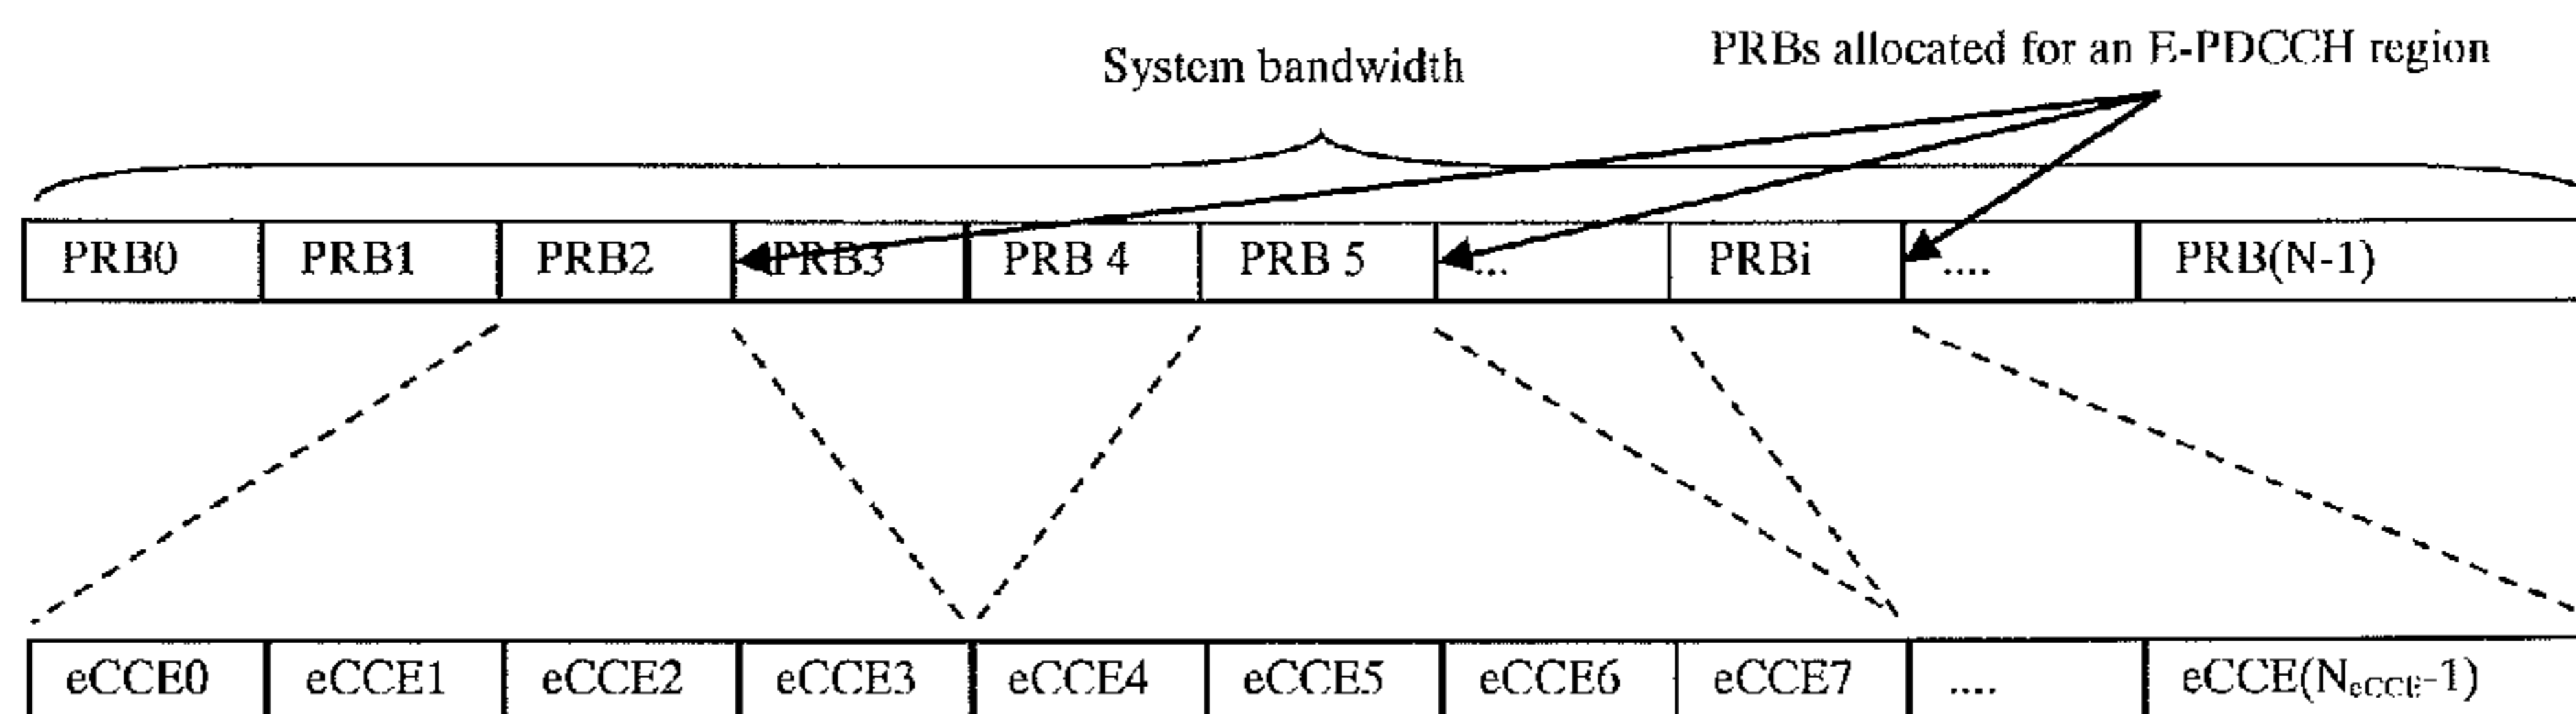 System bandwidth
PRBs allocated for an E-PDCCH region
PRB0 PRB1 PRB2 PRB3 PRB 4 PRB 5 ... PRBi .... PRB(N-1)
eCCE0 eCCE1 eCCE2 eCCE3 eCCE4 eCCE5 eCCE6 eCCE7 .... eCCE(NeCCE-1)